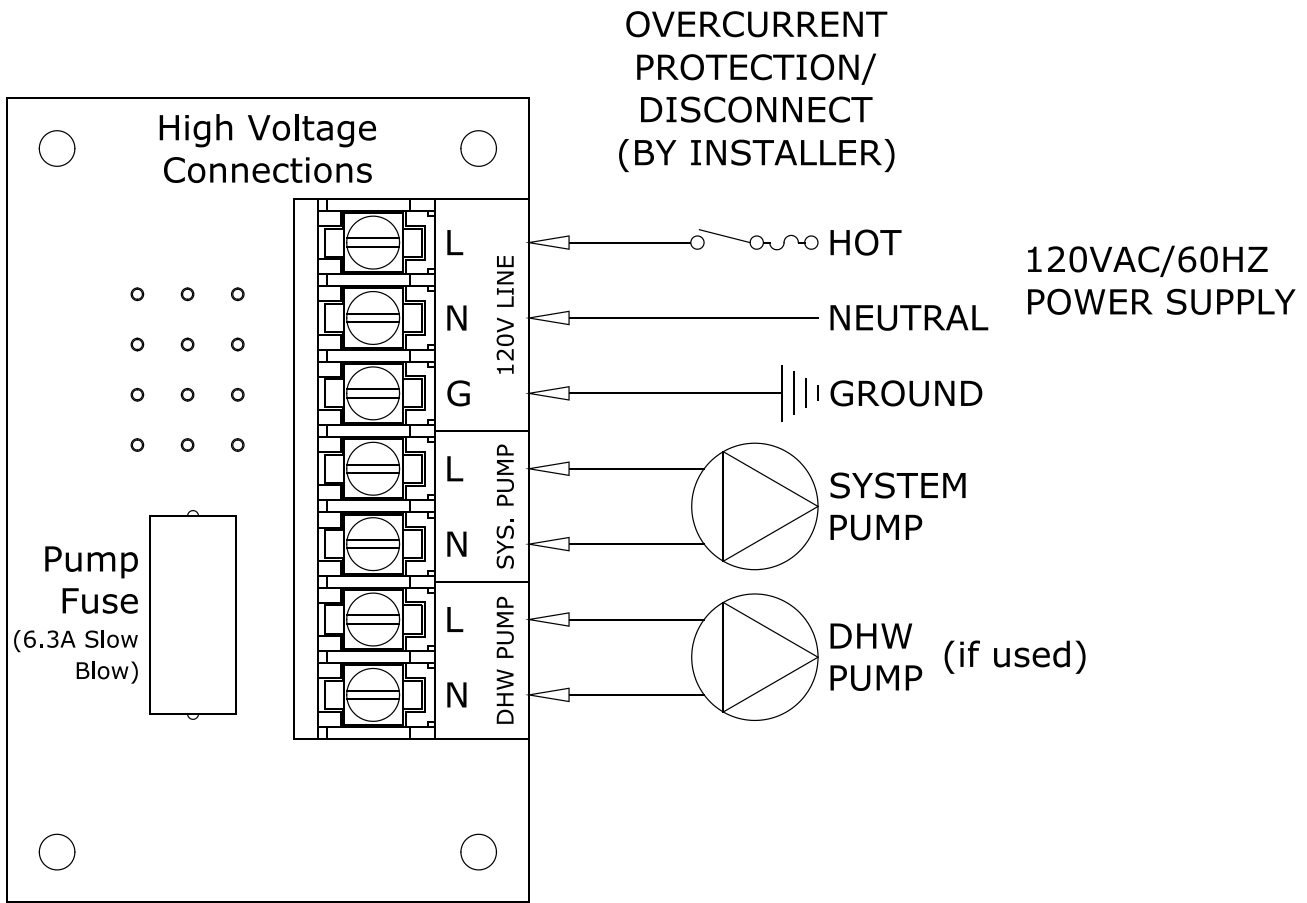 OVERCURRENT
PROTECTION/
DISCONNECT
(BY INSTALLER)
High Voltage
Connections
L
N
G
120V LINE
HOT
NEUTRAL
GROUND
120VAC/60HZ
POWER SUPPLY
L
N
SYS. PUMP
SYSTEM
PUMP
L
N
DHW PUMP
DHW
PUMP
(if used)
Pump
Fuse
(6.3A Slow
Blow)